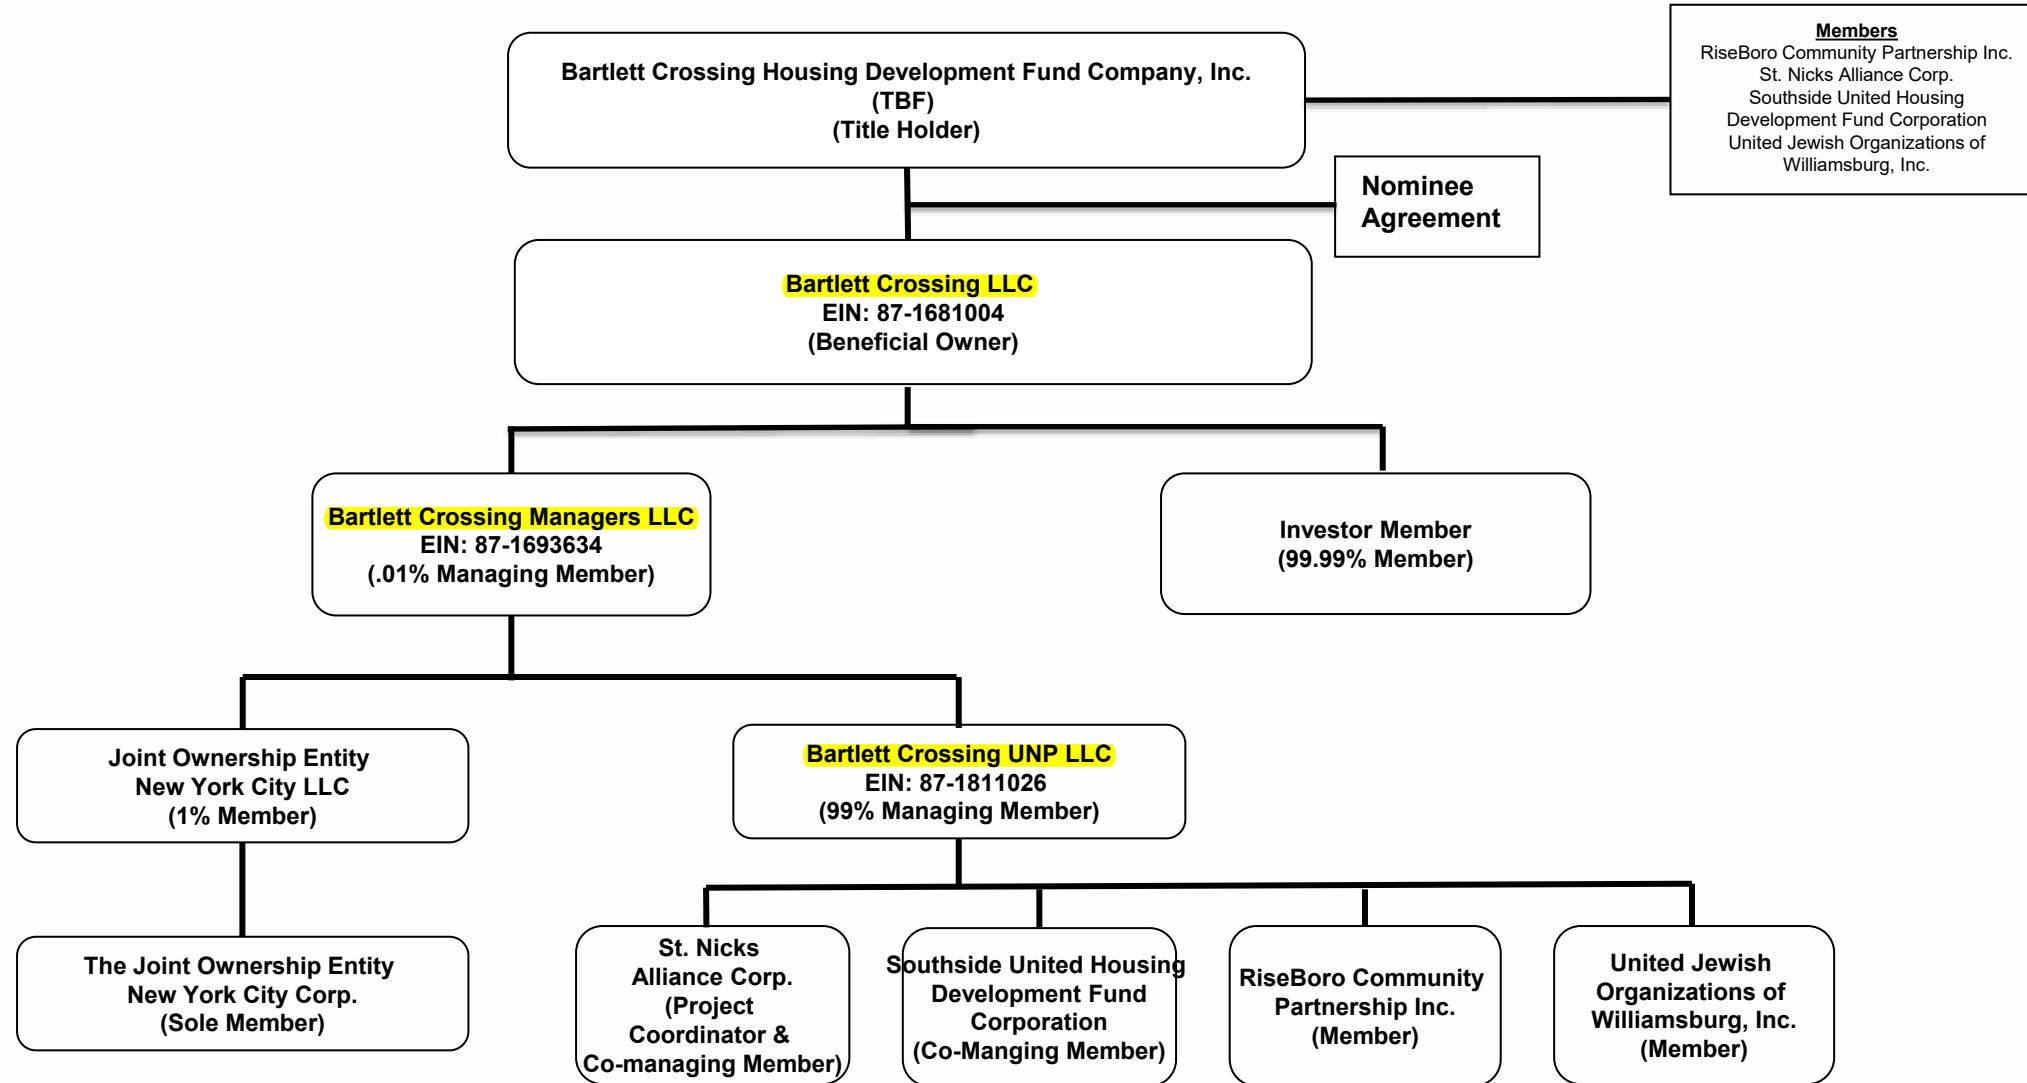 Bartlett Crossing Housing Development Fund Company, Inc.
(TBF)
(Title Holder)
Members
RiseBoro Community Partnership Inc.
St. Nicks Alliance Corp.
Southside United Housing
Development Fund Corporation
United Jewish Organizations of
Williamsburg, Inc.
Nominee
Agreement
Bartlett Crossing LLC
EIN: 87-1681004
(Beneficial Owner)
Bartlett Crossing Managers LLC
EIN: 87-1693634
(.01% Managing Member)
Investor Member
(99.99% Member)
Joint Ownership Entity
New York City LLC
(1% Member)
Bartlett Crossing UNP LLC
EIN: 87-1811026
(99% Managing Member)
The Joint Ownership Entity
New York City Corp.
(Sole Member)
St. Nicks
Alliance Corp.
(Project
Coordinator &
Co-managing Member)
Southside United Housing
Development Fund
Corporation
(Co-Manging Member)
RiseBoro Community
Partnership Inc.
(Member)
United Jewish
Organizations of
Williamsburg, Inc.
(Member)